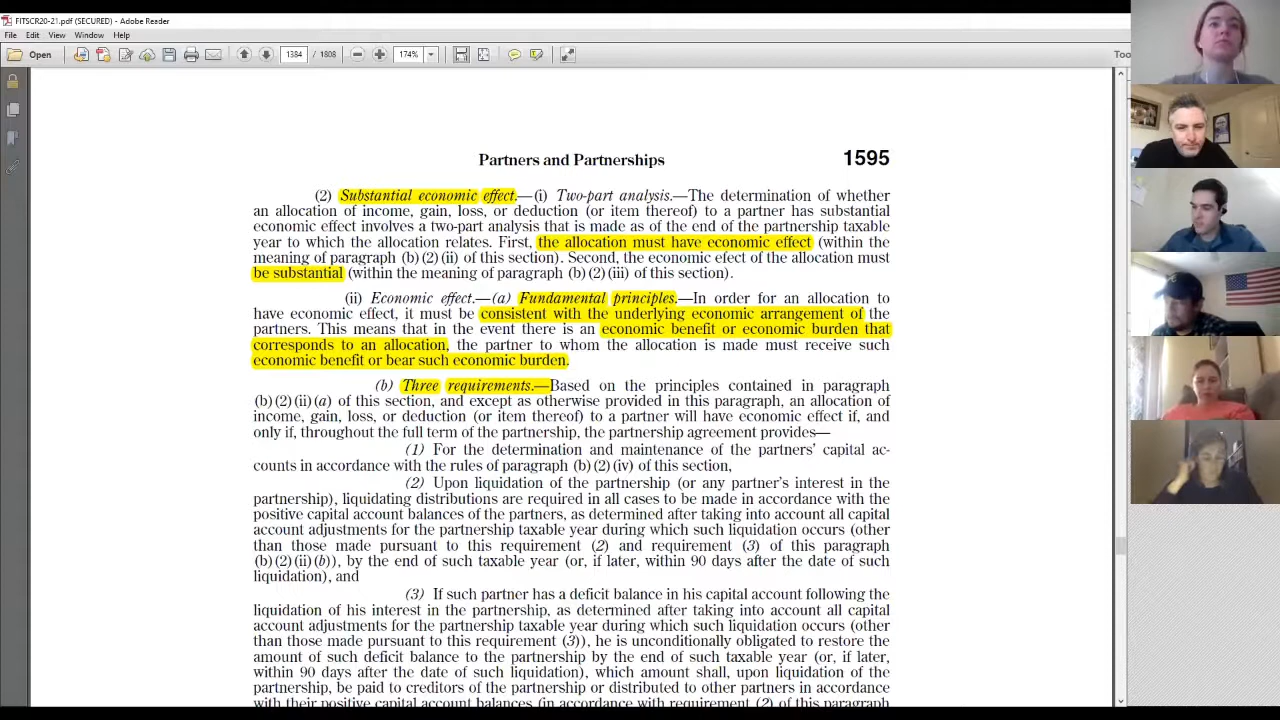 FITSCR20-21.pdf (SECURED) - Adobe Reader
File Edit View Window Help
Open 1384 / 1808 174% Too
Partners and Partnerships 1595
(2) Substantial economic effect.—(i) Two-part analysis.—The determination of whether
an allocation of income, gain, loss, or deduction (or item thereof) to a partner has substantial
economic effect involves a two-part analysis that is made as of the end of the partnership taxable
year to which the allocation relates. First, the allocation must have economic effect (within the
meaning of paragraph (b)(2)(ii) of this section). Second, the economic efect of the allocation must
be substantial (within the meaning of paragraph (b)(2)(iii) of this section).
(ii) Economic effect.—(a) Fundamental principles.—In order for an allocation to
have economic effect, it must be consistent with the underlying economic arrangement of the
partners. This means that in the event there is an economic benefit or economic burden that
corresponds to an allocation, the partner to whom the allocation is made must receive such
economic benefit or bear such economic burden.
(b) Three requirements.—Based on the principles contained in paragraph
(b)(2)(ii)(a) of this section, and except as otherwise provided in this paragraph, an allocation of
income, gain, loss, or deduction (or item thereof) to a partner will have economic effect if, and
only if, throughout the full term of the partnership, the partnership agreement provides—
(1) For the determination and maintenance of the partners' capital ac-
counts in accordance with the rules of paragraph (b)(2)(iv) of this section,
(2) Upon liquidation of the partnership (or any partner's interest in the
partnership), liquidating distributions are required in all cases to be made in accordance with the
positive capital account balances of the partners, as determined after taking into account all capital
account adjustments for the partnership taxable year during which such liquidation occurs (other
than those made pursuant to this requirement (2) and requirement (3) of this paragraph
(b)(2)(ii)(b)), by the end of such taxable year (or, if later, within 90 days after the date of such
liquidation), and
(3) If such partner has a deficit balance in his capital account following the
liquidation of his interest in the partnership, as determined after taking into account all capital
account adjustments for the partnership taxable year during which such liquidation occurs (other
than those made pursuant to this requirement (3)), he is unconditionally obligated to restore the
amount of such deficit balance to the partnership by the end of such taxable year (or, if later,
within 90 days after the date of such liquidation), which amount shall, upon liquidation of the
partnership, be paid to creditors of the partnership or distributed to other partners in accordance
with their positive capital account balances (in accordance with requirement (2) of this paragraph